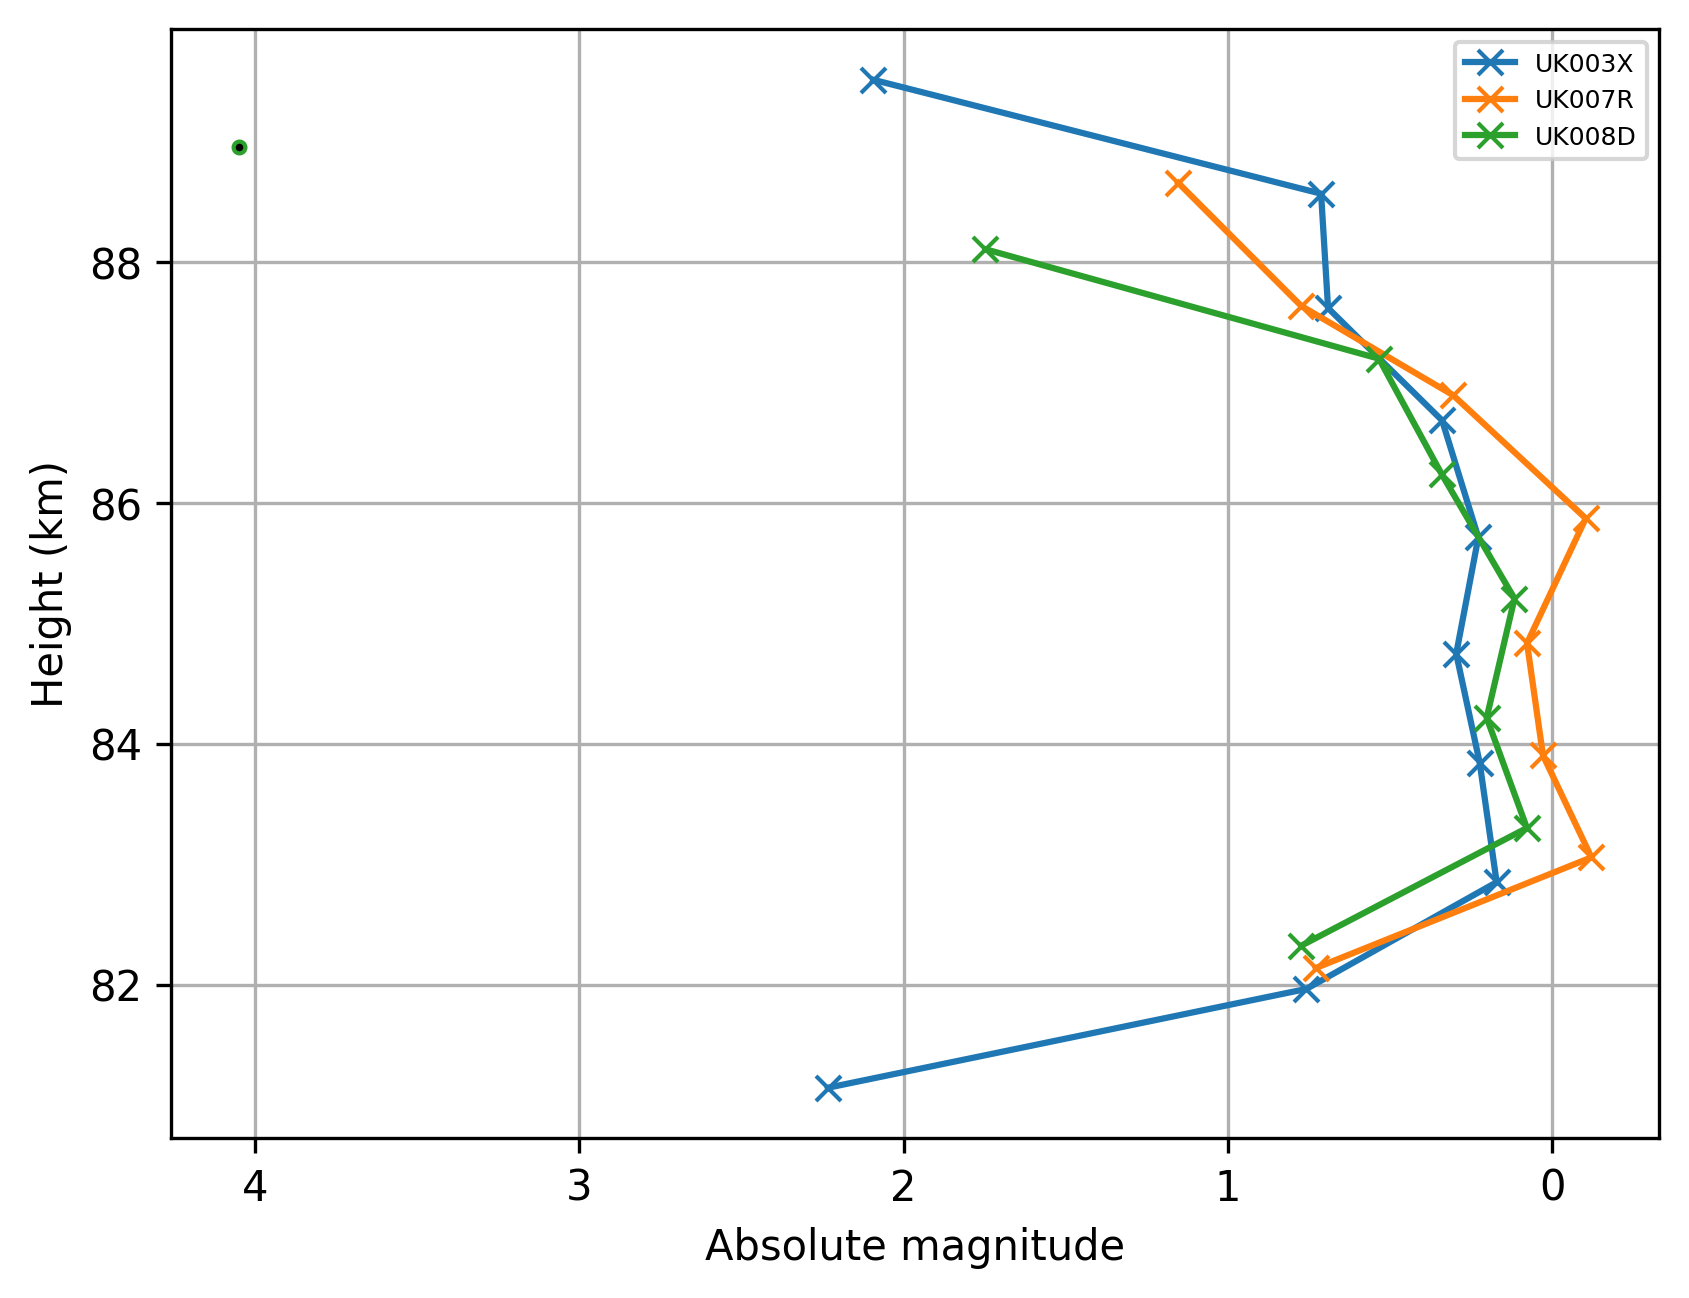 UK003X
UK007R
UK008D
88
86
84
82
Height (km)
4 3 2 1 0
Absolute magnitude